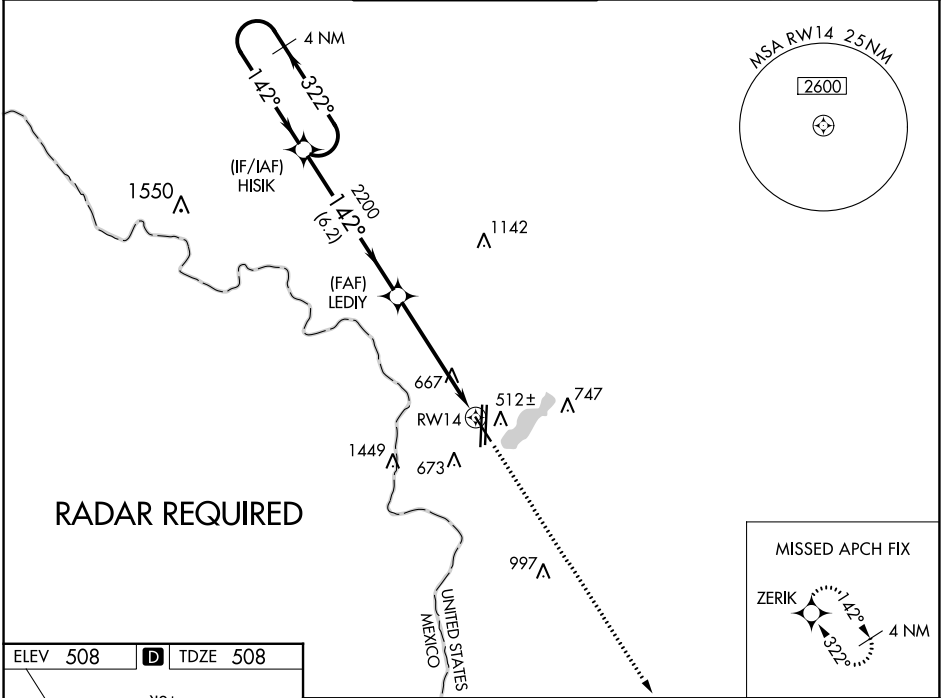 4 NM
142°
322°
MSA RW14 25NM
2600
(IF/IAF)
HISIK
1550
2200
142°
(6.2)
1142
(FAF)
LEDIY
667
RW14
512±
747
1449
673
RADAR REQUIRED
997
UNITED STATES
MEXICO
MISSED APCH FIX
ZERIK
142°
322°
4 NM
ELEV 508 D TDZE 508